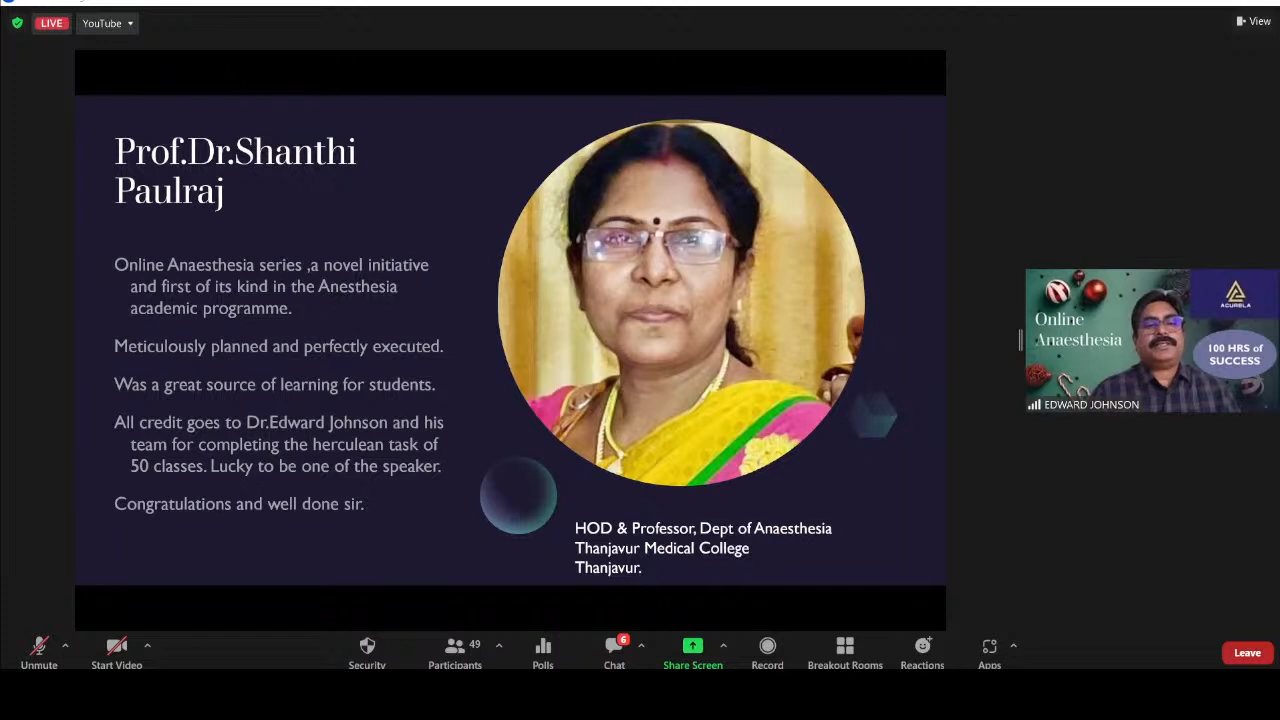 LIVE
YouTube
View
Prof.Dr.Shanthi
Paulraj
Online Anaesthesia series ,a novel initiative
and first of its kind in the Anesthesia
academic programme.
Meticulously planned and perfectly executed.
Was a great source of learning for students.
All credit goes to Dr.Edward Johnson and his
team for completing the herculean task of
50 classes. Lucky to be one of the speaker.
Congratulations and well done sir.
HOD & Professor, Dept of Anaesthesia
Thanjavur Medical College
Thanjavur.
ACURELA
Online
Anaesthesia
100 HRS of
SUCCESS
EDWARD JOHNSON
49
6
Unmute
Start Video
Security
Participants
Polls
Chat
Share Screen
Record
Breakout Rooms
Reactions
Apps
Leave